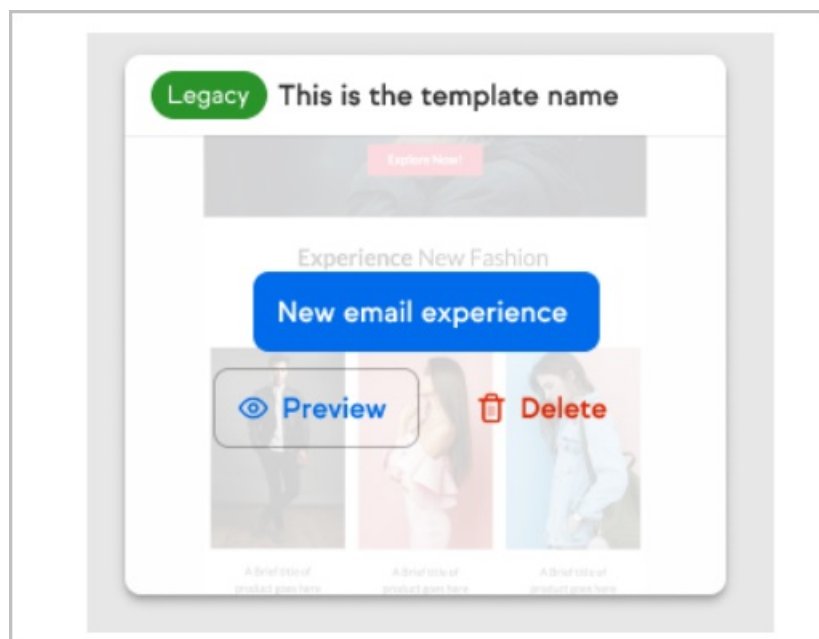 Legacy This is the template name
Explore Now!
Experience New Fashion
New email experience
Preview Delete
A Brief title of A Brief title of A Brief title of
product goes here product goes here product goes here